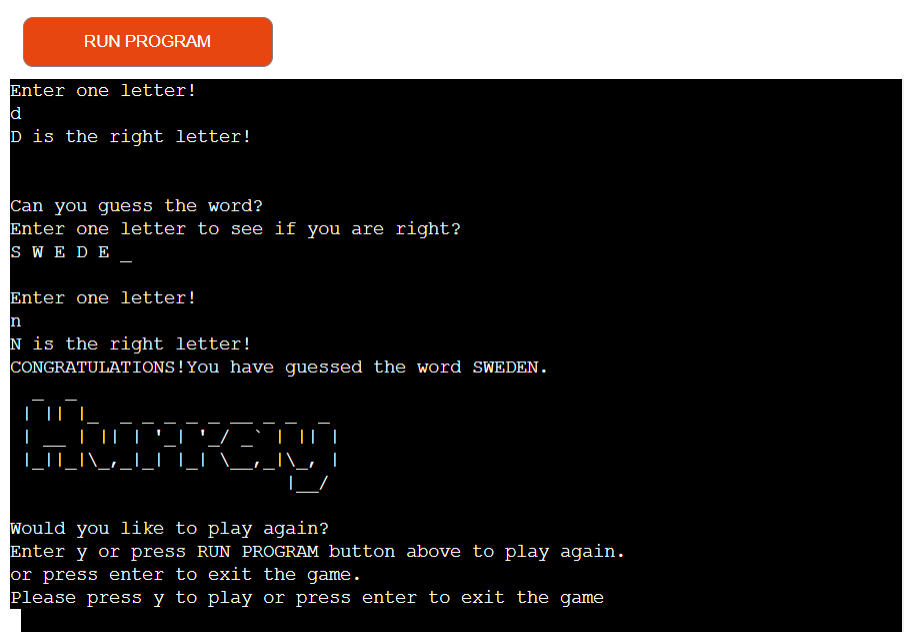 RUN PROGRAM
Enter one letter!
d
D is the right letter!
Can you guess the word?
Enter one letter to see if you are right?
S W E D E _
Enter one letter!
n
N is the right letter!
CONGRATULATIONS!You have guessed the word SWEDEN.
Hurray
Would you like to play again?
Enter y or press RUN PROGRAM button above to play again.
or press enter to exit the game.
Please press y to play or press enter to exit the game